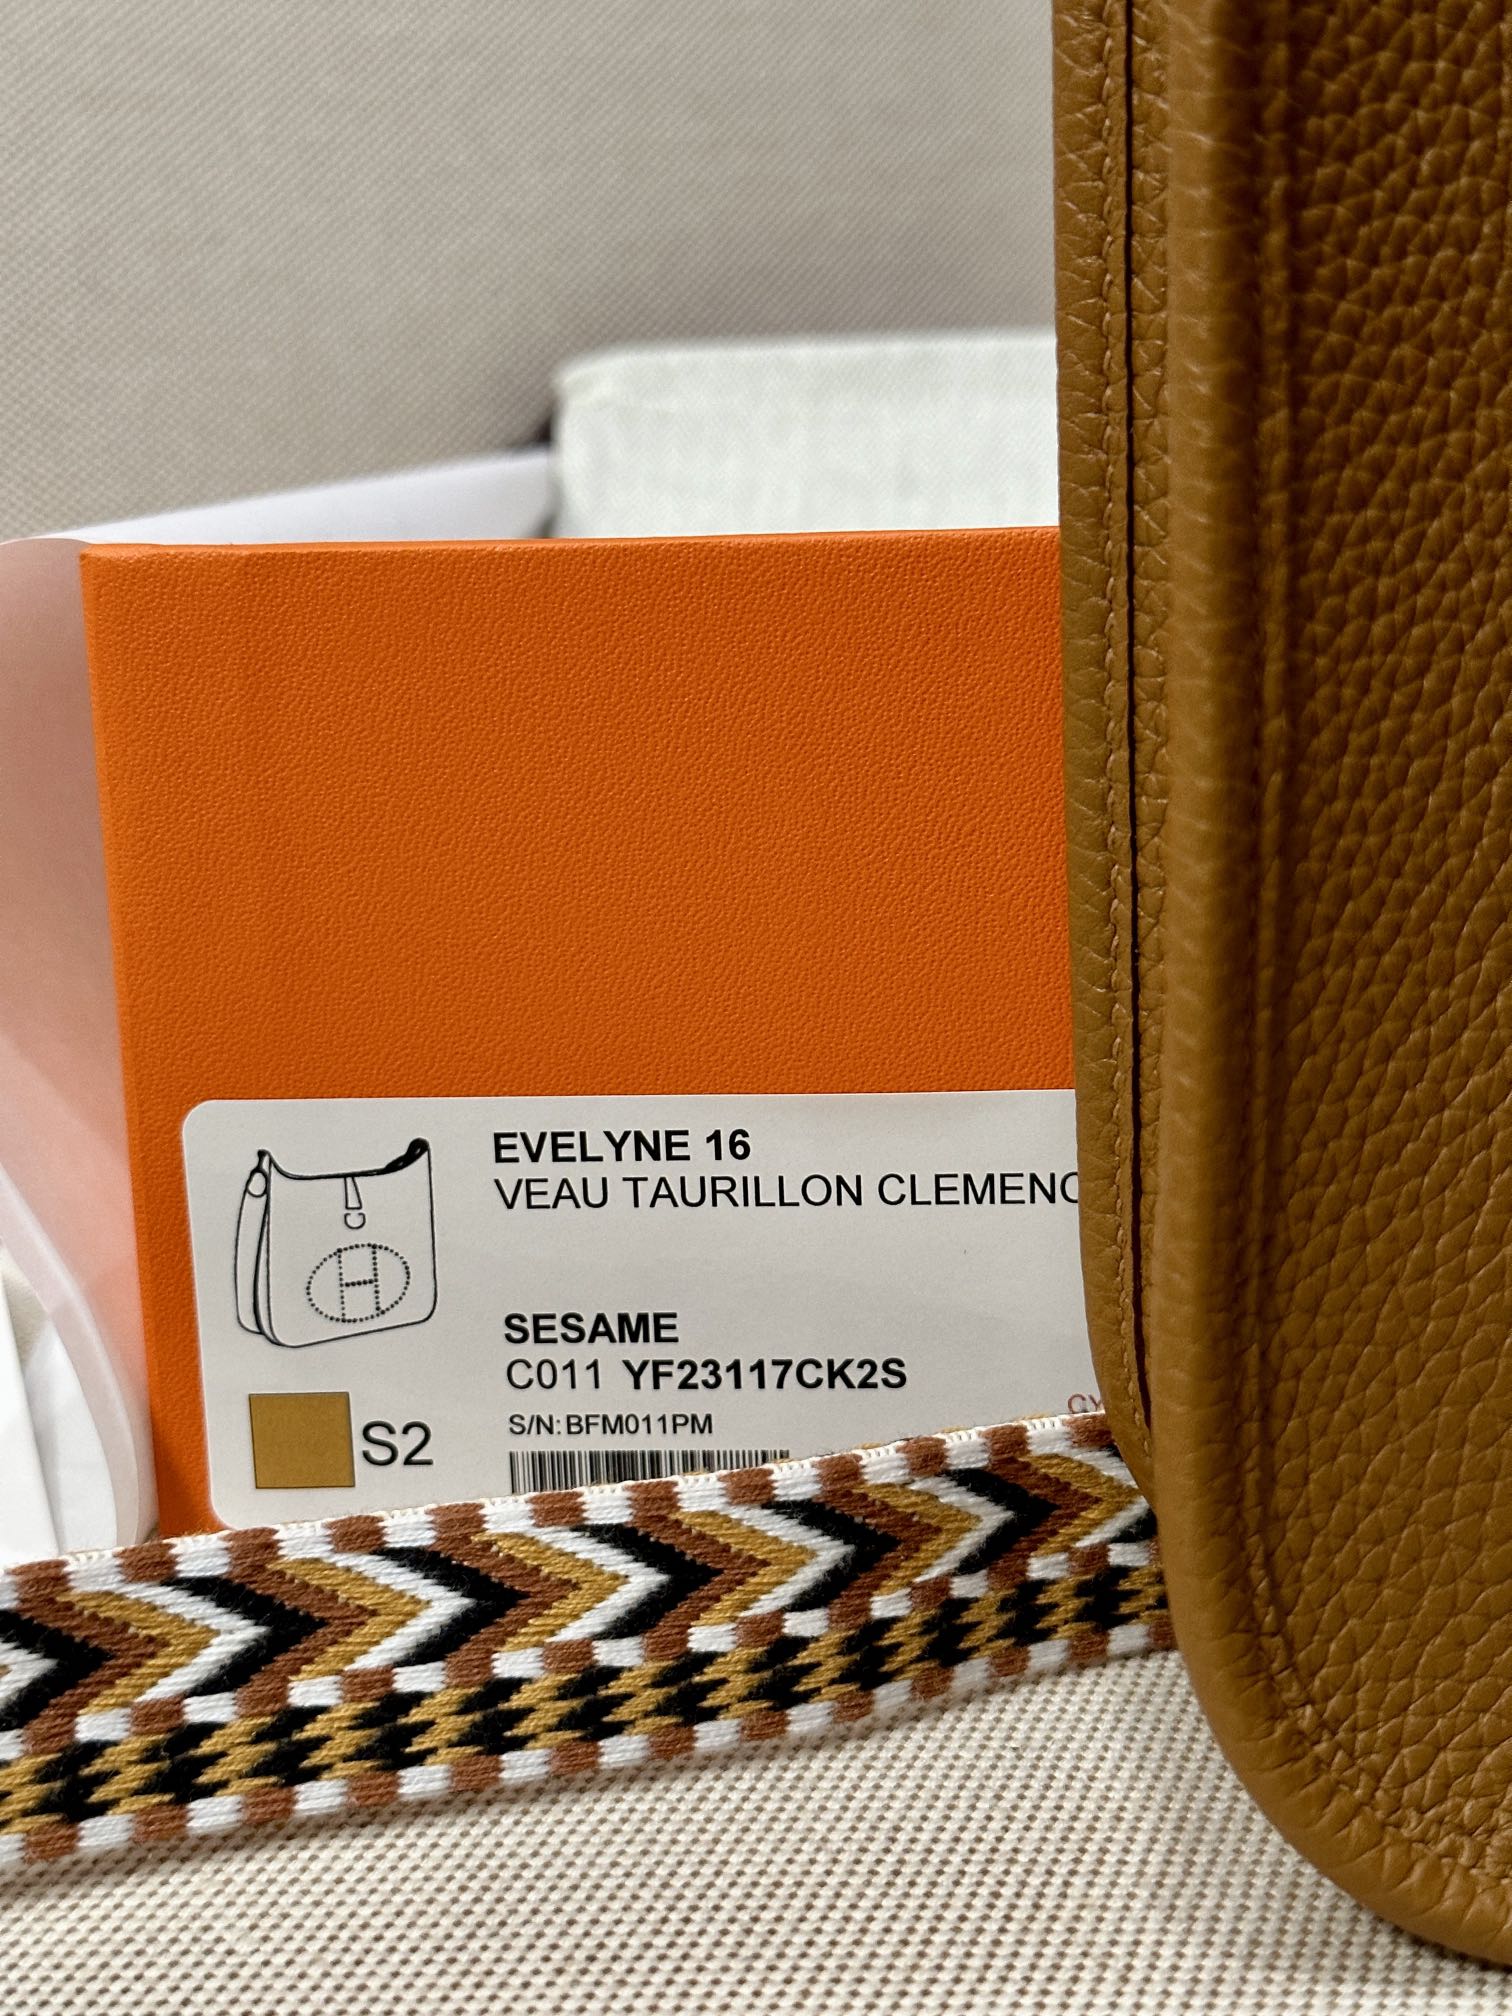 EVELYNE 16
VEAU TAURILLON CLEMENC
SESAME
C011 YF23117CK2S
S/N: BFM011PM
S2
H